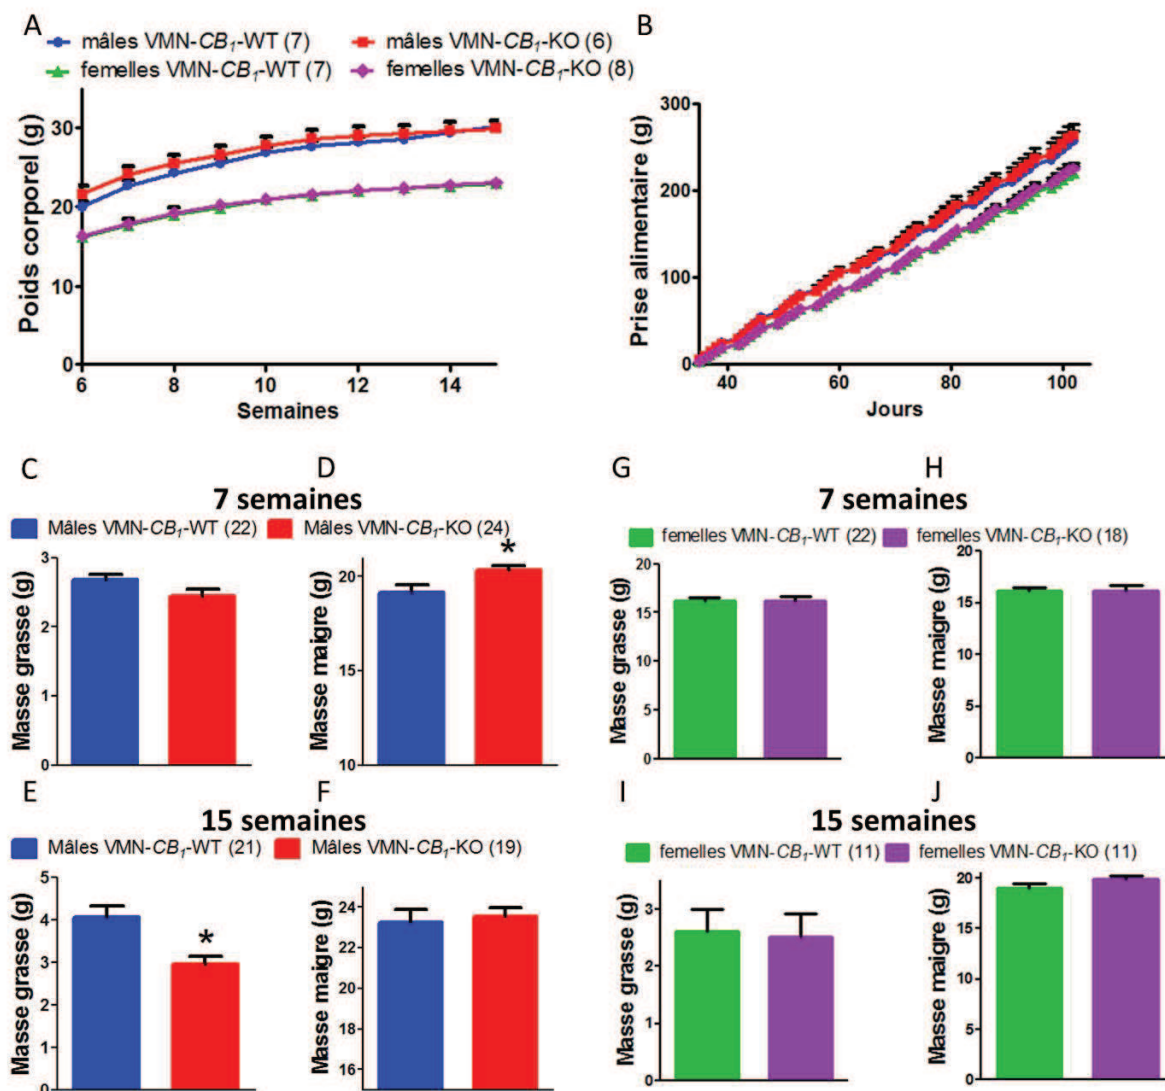 A
B
mâles VMN-CB₁-WT (7)
mâles VMN-CB₁-KO (6)
femelles VMN-CB₁-WT (7)
femelles VMN-CB₁-KO (8)
Poids corporel (g)
30
20
10
0
6 8 10 12 14
Semaines
Prise alimentaire (g)
300
200
100
0
40 60 80 100
Jours
C
D
7 semaines
Mâles VMN-CB₁-WT (22)
Mâles VMN-CB₁-KO (24)
Masse grasse (g)
3
2
1
0
Masse maigre (g)
20
15
10
*
G
H
7 semaines
femelles VMN-CB₁-WT (22)
femelles VMN-CB₁-KO (18)
Masse grasse (g)
20
15
10
5
0
Masse maigre (g)
20
15
10
5
0
E
F
15 semaines
Mâles VMN-CB₁-WT (21)
Mâles VMN-CB₁-KO (19)
Masse grasse (g)
5
4
3
2
1
0
*
Masse maigre (g)
24
22
20
18
16
I
J
15 semaines
femelles VMN-CB₁-WT (11)
femelles VMN-CB₁-KO (11)
Masse grasse (g)
3
2
1
0
Masse maigre (g)
20
15
10
5
0